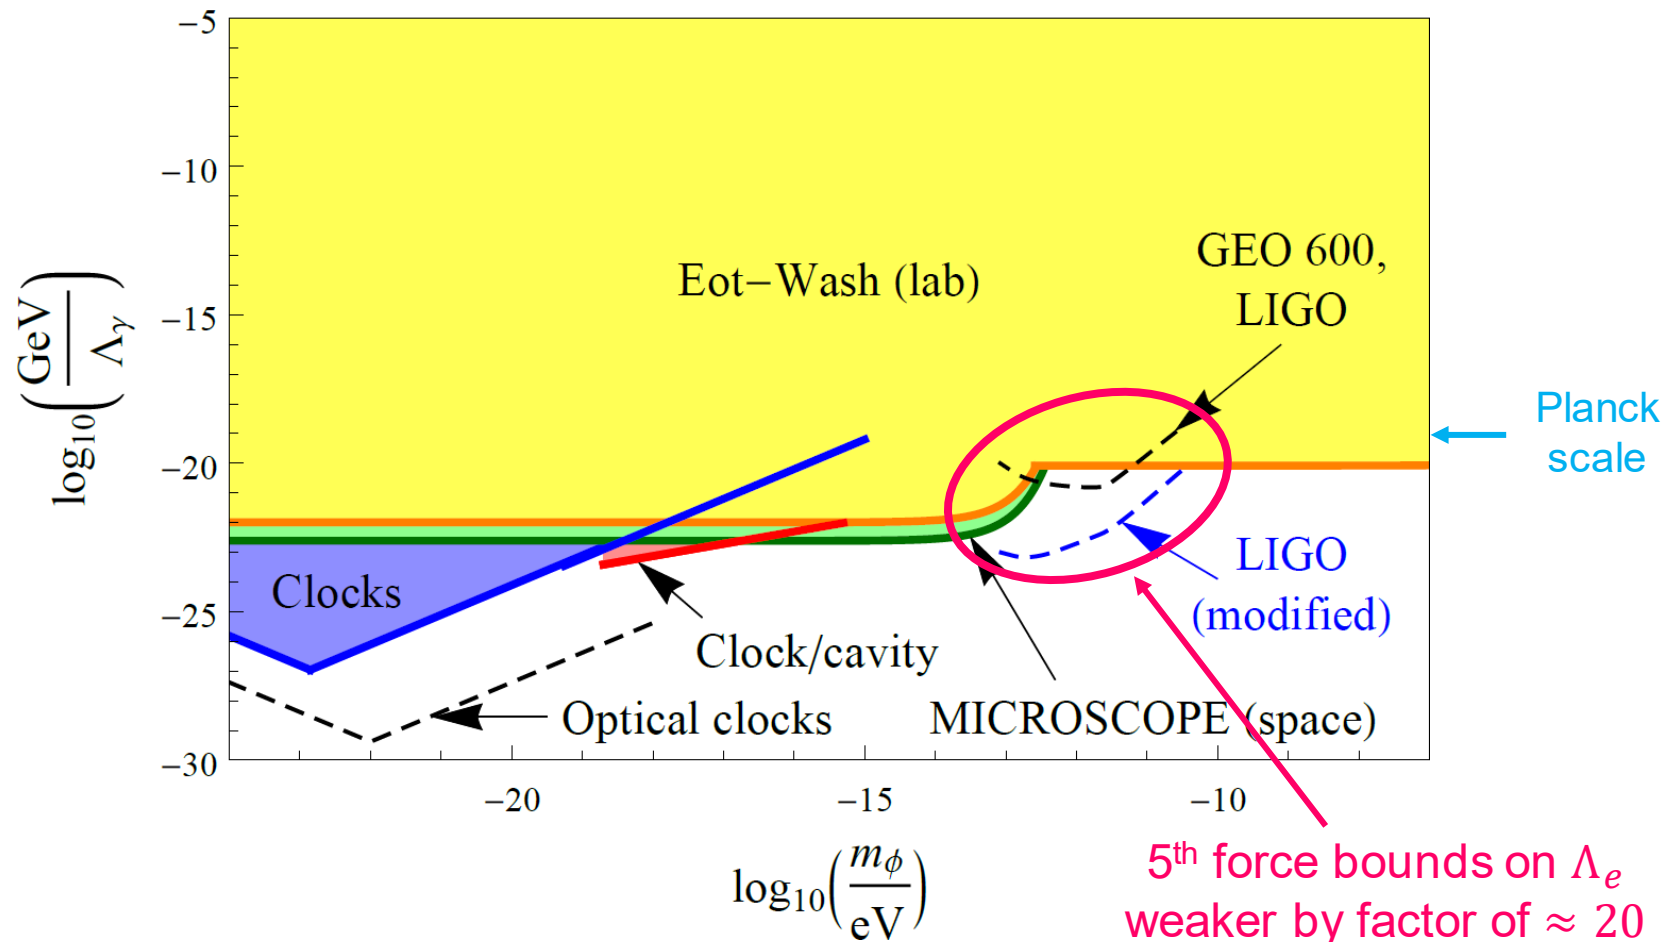 −5
−10
−15
−20
−25
−30
log10(GeV/Λγ)
Eot−Wash (lab)
GEO 600,
LIGO
Planck
scale
Clocks
Clock/cavity
Optical clocks
MICROSCOPE (space)
LIGO
(modified)
−20
−15
−10
log10(mϕ/eV)
5th force bounds on Λe
weaker by factor of ≈ 20